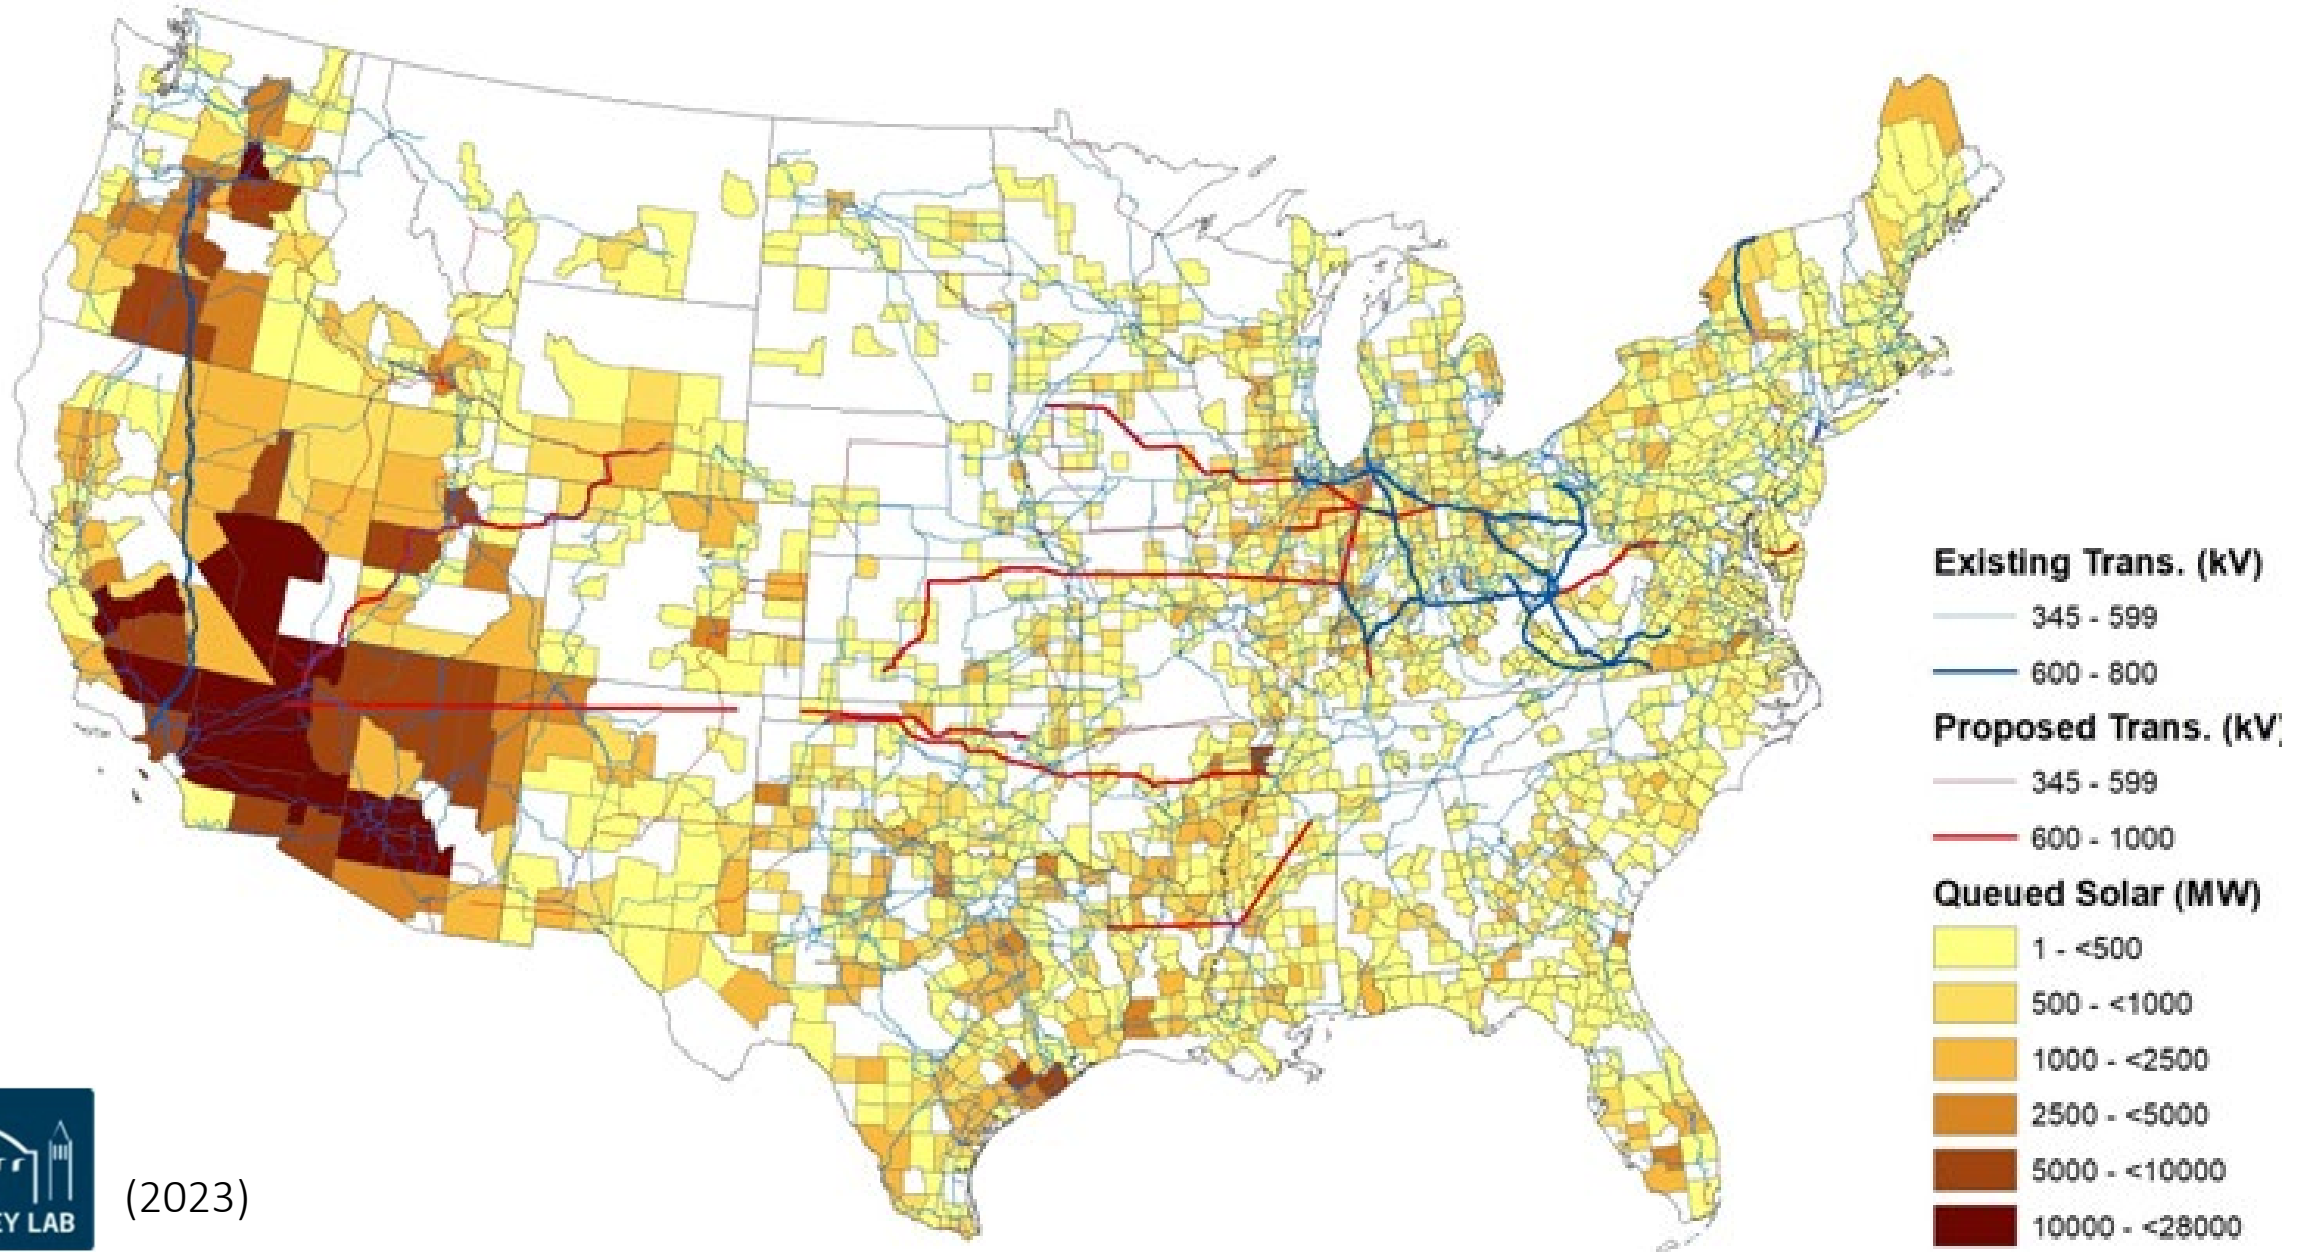 Existing Trans. (kV)
345 - 599
600 - 800
Proposed Trans. (kV)
345 - 599
600 - 1000
Queued Solar (MW)
1 - <500
500 - <1000
1000 - <2500
2500 - <5000
5000 - <10000
10000 - <28000
EY LAB
(2023)